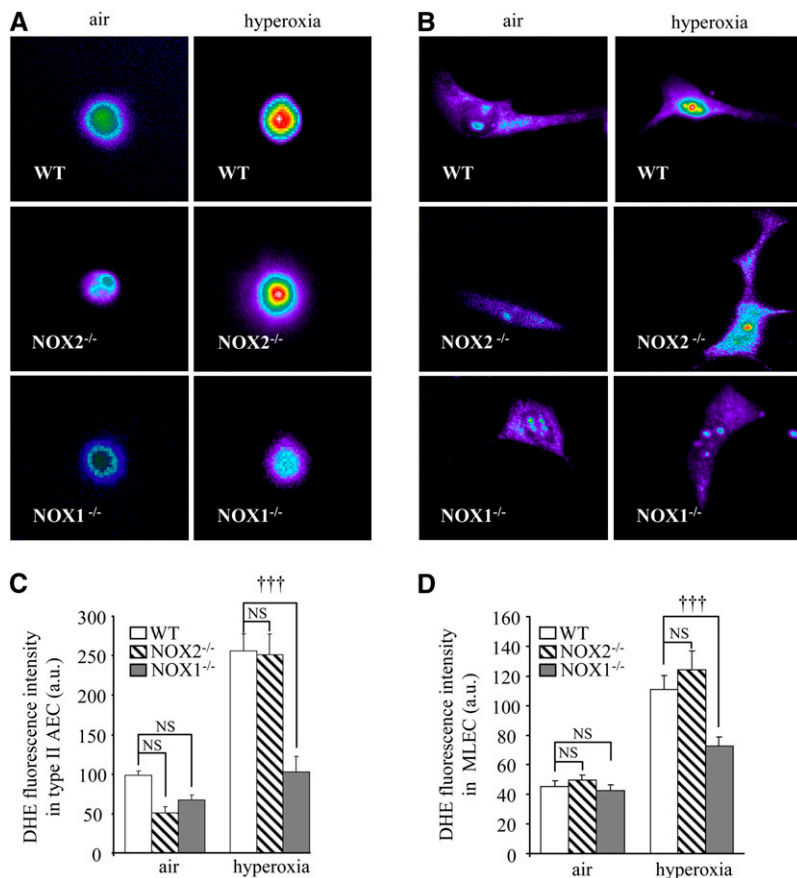 A
air
hyperoxia
WT
WT
NOX2-/-
NOX2-/-
NOX1-/-
NOX1-/-
B
air
hyperoxia
WT
WT
NOX2-/-
NOX2-/-
NOX1-/-
NOX1-/-
C
DHE fluorescence intensity
in type II AEC (a.u.)
300
250
200
150
100
50
0
WT
NOX2-/-
NOX1-/-
NS
NS
NS
†††
air
hyperoxia
D
DHE fluorescence intensity
in MLEC (a.u.)
160
140
120
100
80
60
40
20
0
WT
NOX2-/-
NOX1-/-
NS
NS
NS
†††
air
hyperoxia